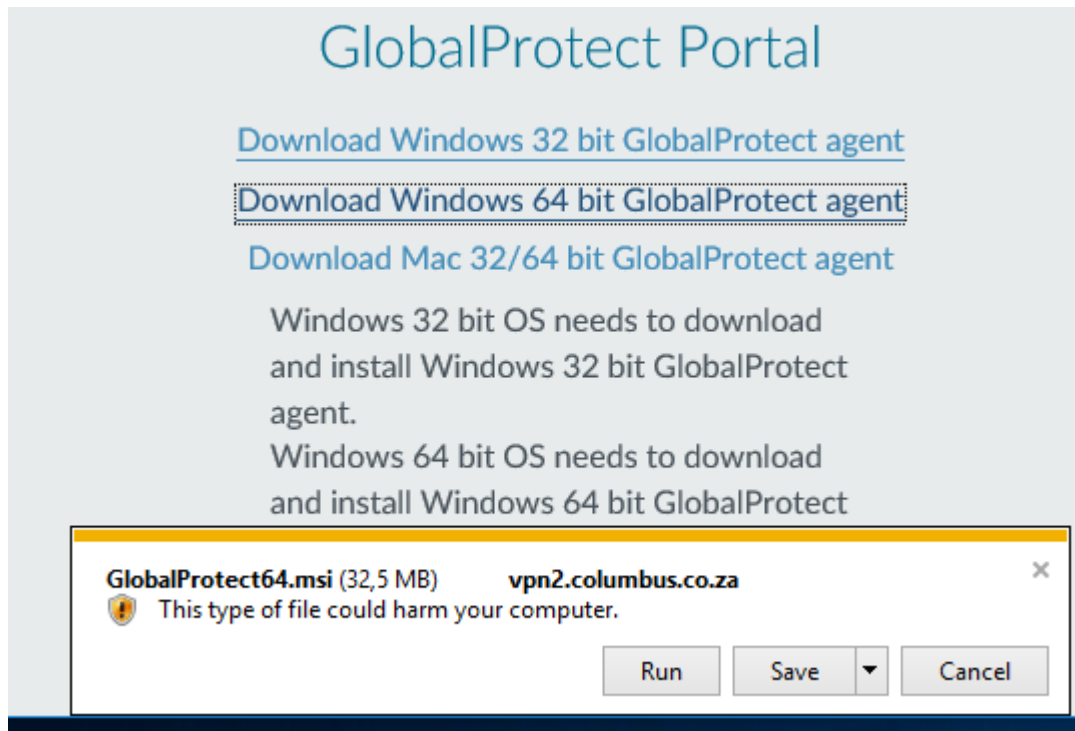 GlobalProtect Portal
Download Windows 32 bit GlobalProtect agent
Download Windows 64 bit GlobalProtect agent
Download Mac 32/64 bit GlobalProtect agent
Windows 32 bit OS needs to download
and install Windows 32 bit GlobalProtect
agent.
Windows 64 bit OS needs to download
and install Windows 64 bit GlobalProtect
GlobalProtect64.msi (32,5 MB) vpn2.columbus.co.za
This type of file could harm your computer.
Run Save Cancel